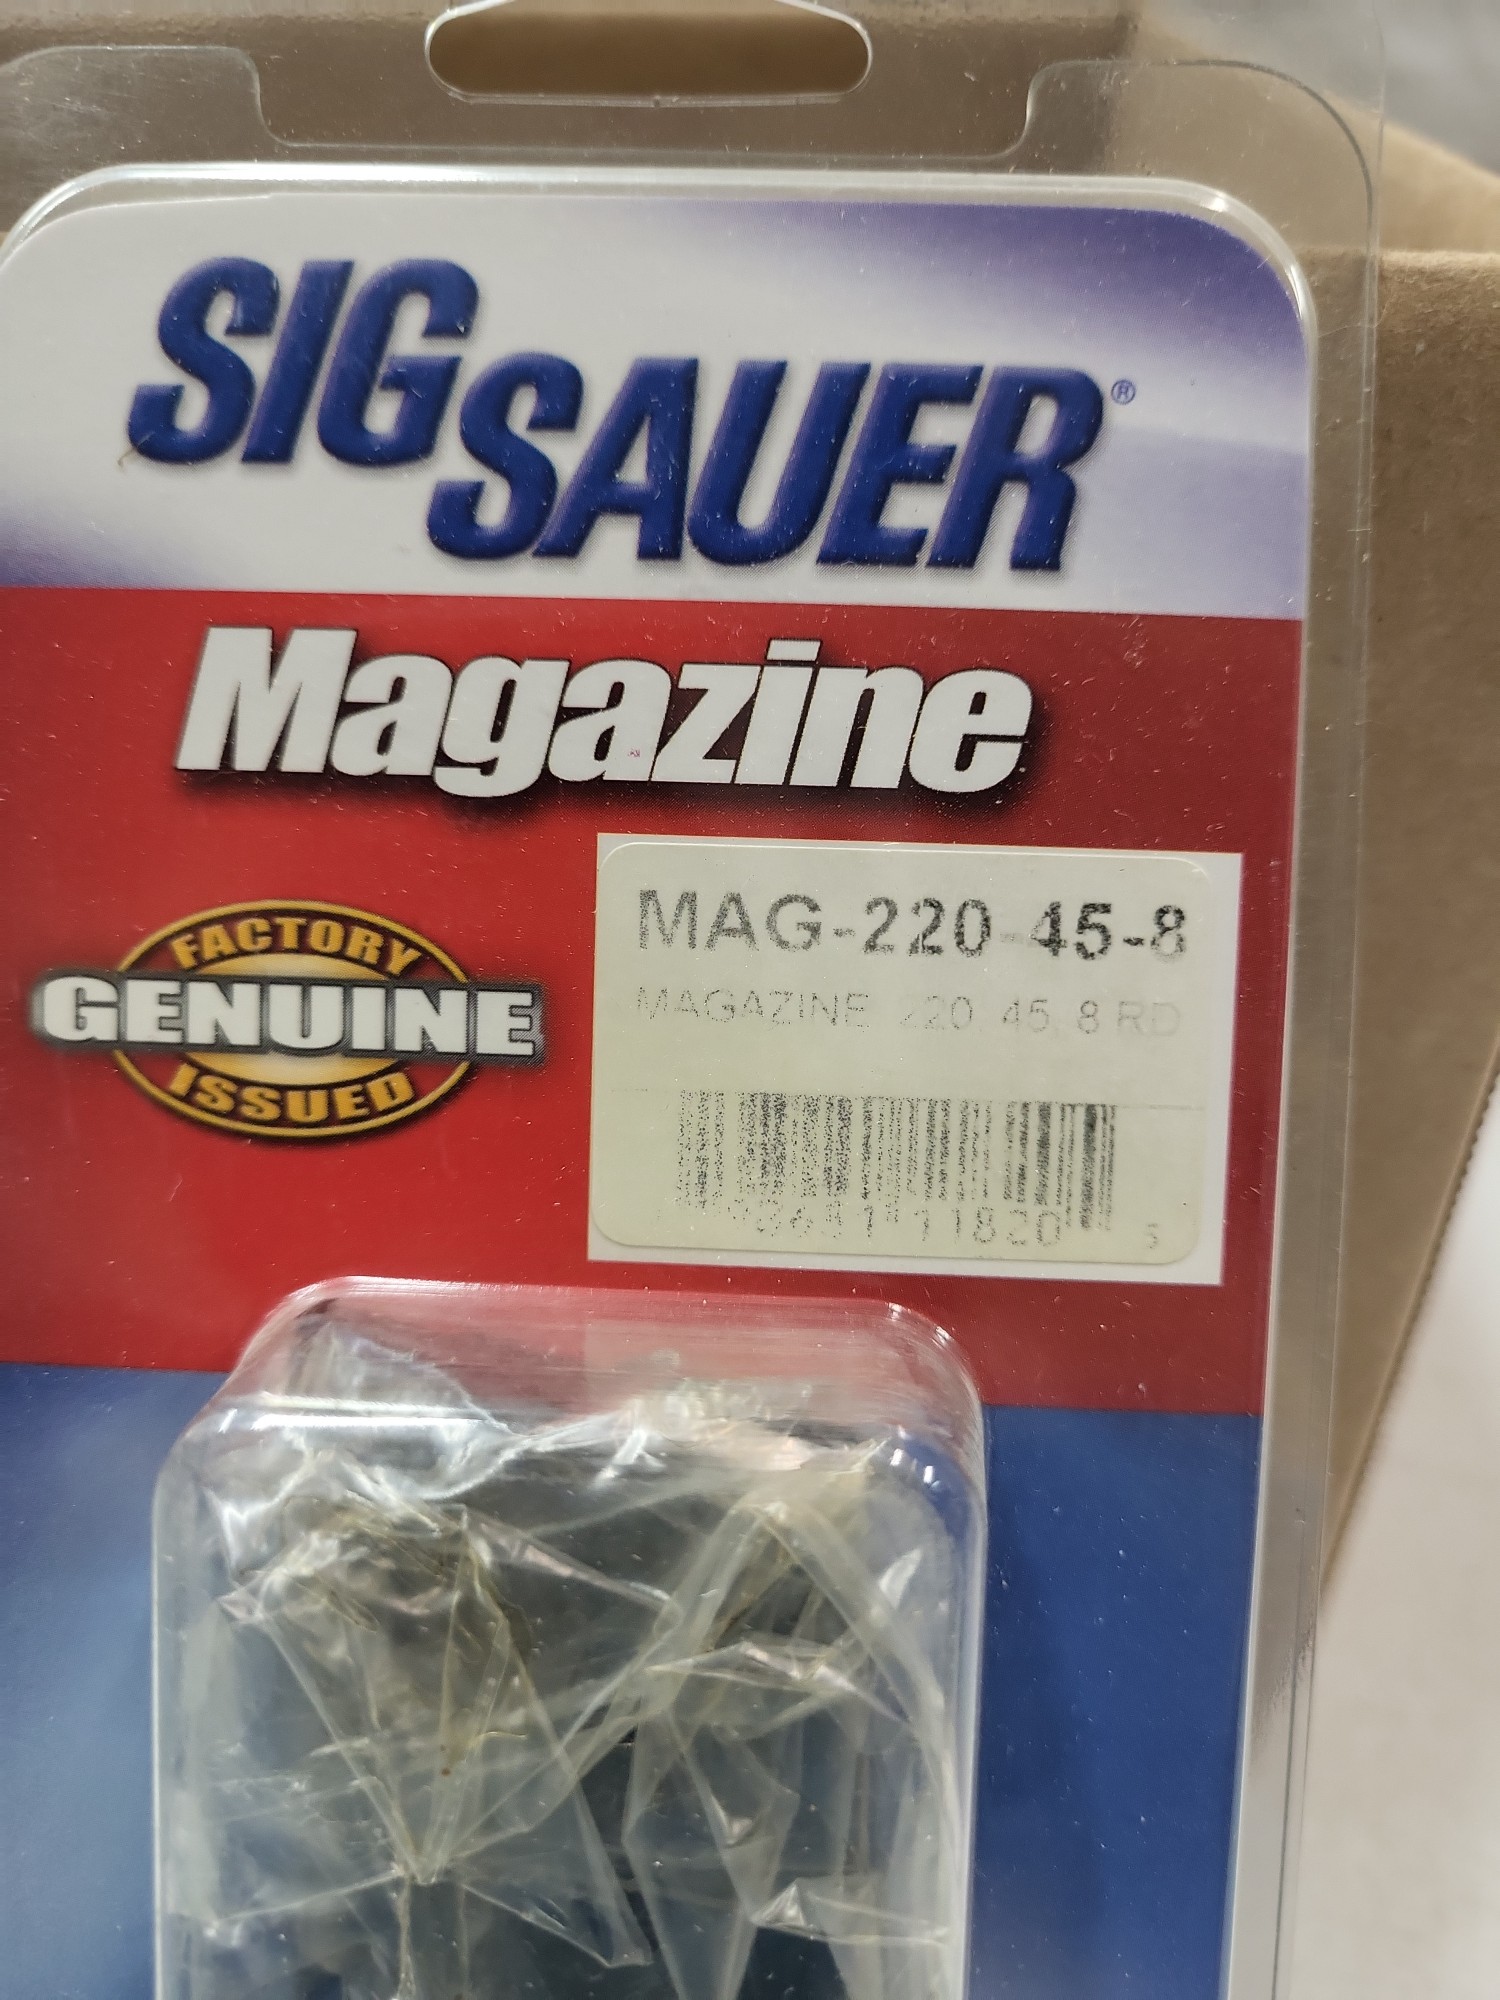 SIG SAUER®
Magazine
FACTORY
GENUINE
ISSUED
MAG-220-45-8
MAGAZINE 220 45 8 RD